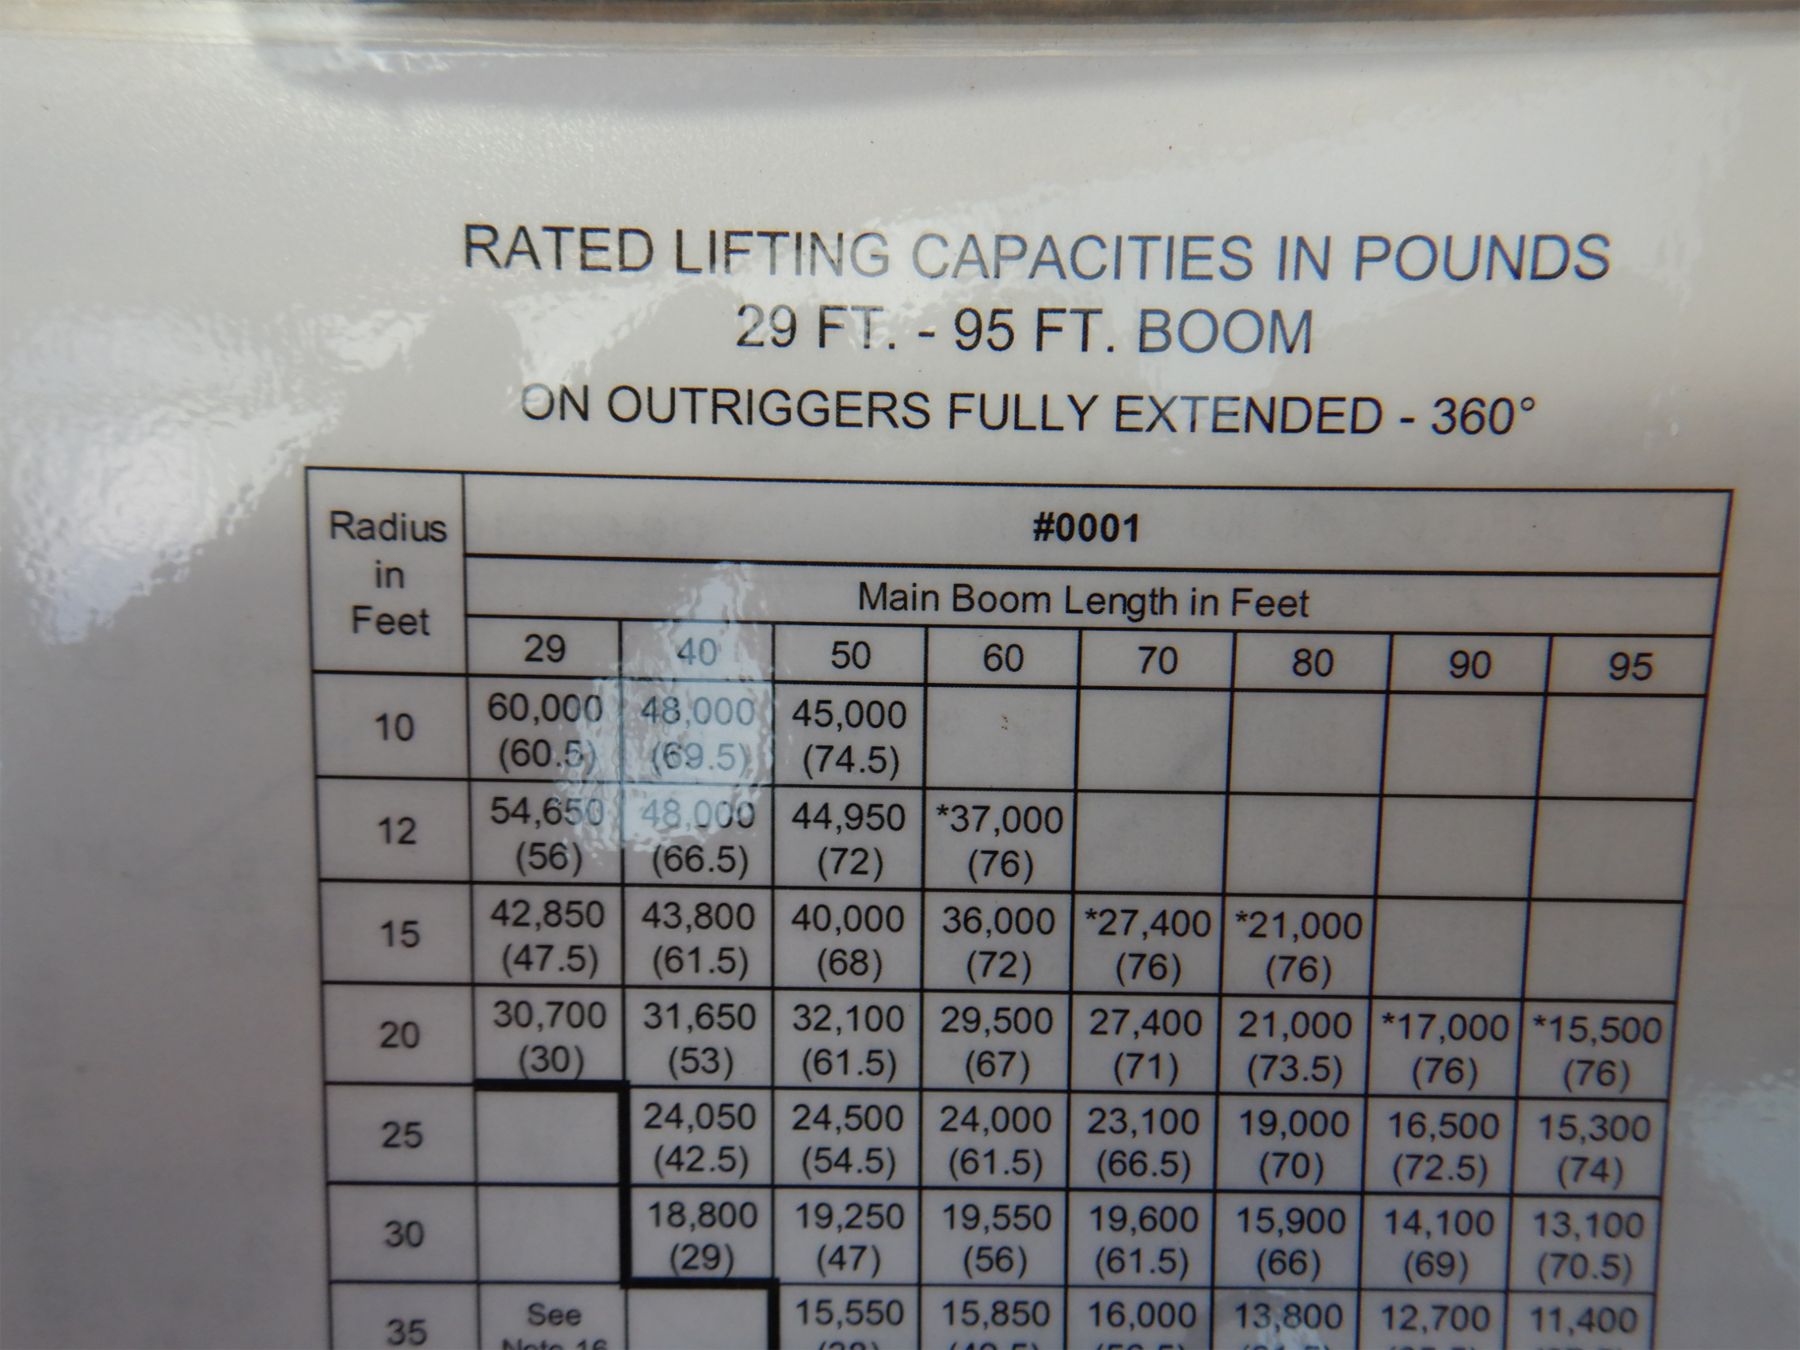 RATED LIFTING CAPACITIES IN POUNDS
29 FT. - 95 FT. BOOM
ON OUTRIGGERS FULLY EXTENDED - 360°
Radius in Feet #0001
Main Boom Length in Feet
29 40 50 60 70 80 90 95
10 60,000 48,000 45,000
(60.5) (69.5) (74.5)
12 54,650 48,000 44,950 *37,000
(56) (66.5) (72) (76)
15 42,850 43,800 40,000 36,000 *27,400 *21,000
(47.5) (61.5) (68) (72) (76) (76)
20 30,700 31,650 32,100 29,500 27,400 21,000 *17,000 *15,500
(30) (53) (61.5) (67) (71) (73.5) (76) (76)
25 24,050 24,500 24,000 23,100 19,000 16,500 15,300
(42.5) (54.5) (61.5) (66.5) (70) (72.5) (74)
30 18,800 19,250 19,550 19,600 15,900 14,100 13,100
(29) (47) (56) (61.5) (66) (69) (70.5)
35 See 15,550 15,850 16,000 13,800 12,700 11,400
Note 16